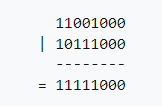 11001000
| 10111000
--------
= 11111000